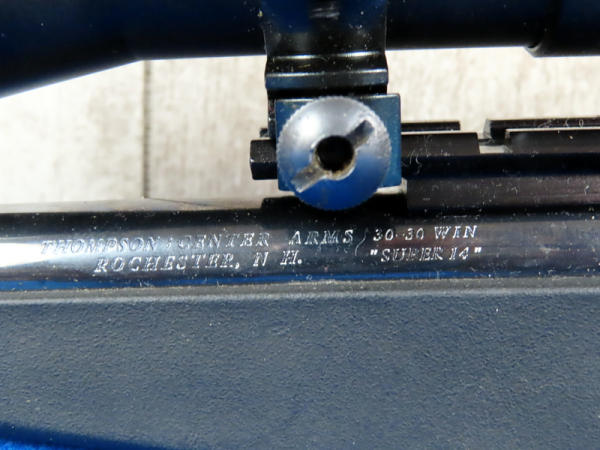 THOMPSON/CENTER ARMS / 30-30 WIN
ROCHESTER, N H. "SUPER 14"